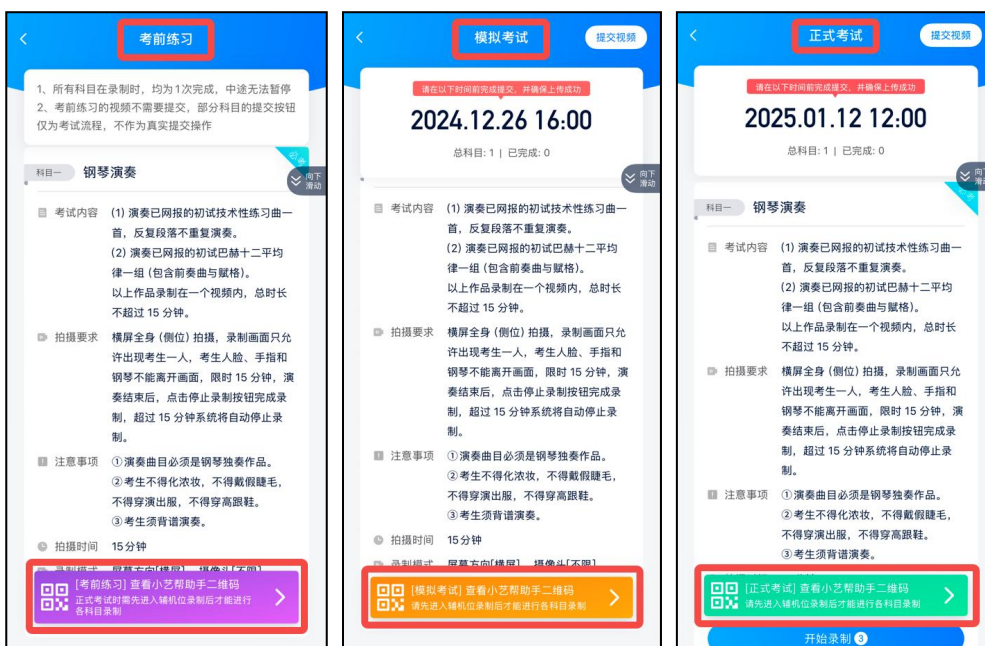 考前练习
1、所有科目在录制时，均为1次完成，中途无法暂停
2、考前练习的视频不需要提交，部分科目的提交按钮
仅为考试流程，不作为真实提交操作
必考
科目一 钢琴演奏
向下
滑动
考试内容 (1) 演奏已网报的初试技术性练习曲一
首，反复段落不重复演奏。
(2) 演奏已网报的初试巴赫十二平均
律一组 (包含前奏曲与赋格)。
以上作品录制在一个视频内，总时长
不超过 15 分钟。
拍摄要求 横屏全身 (侧位) 拍摄，录制画面只允
许出现考生一人，考生人脸、手指和
钢琴不能离开画面，限时 15 分钟，演
奏结束后，点击停止录制按钮完成录
制，超过 15 分钟系统将自动停止录
制。
注意事项 ①演奏曲目必须是钢琴独奏作品。
②考生不得化浓妆，不得戴假睫毛，
不得穿演出服，不得穿高跟鞋。
③考生须背谱演奏。
拍摄时间 15分钟
录制模式 屏幕方向[横屏] 摄像头[不限]
[考前练习] 查看小艺帮助手二维码
正式考试时需先进入辅机位录制后才能进行
各科目录制
模拟考试
提交视频
请在以下时间前完成提交，并确保上传成功
2024.12.26 16:00
总科目: 1 | 已完成: 0
向下
滑动
考试内容 (1) 演奏已网报的初试技术性练习曲一
首，反复段落不重复演奏。
(2) 演奏已网报的初试巴赫十二平均
律一组 (包含前奏曲与赋格)。
以上作品录制在一个视频内，总时长
不超过 15 分钟。
拍摄要求 横屏全身 (侧位) 拍摄，录制画面只允
许出现考生一人，考生人脸、手指和
钢琴不能离开画面，限时 15 分钟，演
奏结束后，点击停止录制按钮完成录
制，超过 15 分钟系统将自动停止录
制。
注意事项 ①演奏曲目必须是钢琴独奏作品。
②考生不得化浓妆，不得戴假睫毛，
不得穿演出服，不得穿高跟鞋。
③考生须背谱演奏。
拍摄时间 15分钟
录制模式 屏幕方向[横屏] 摄像头[不限]
[模拟考试] 查看小艺帮助手二维码
请先进入辅机位录制后才能进行各科目录制
正式考试
提交视频
请在以下时间前完成提交，并确保上传成功
2025.01.12 12:00
总科目: 1 | 已完成: 0
向下
滑动
科目一 钢琴演奏
考试内容 (1) 演奏已网报的初试技术性练习曲一
首，反复段落不重复演奏。
(2) 演奏已网报的初试巴赫十二平均
律一组 (包含前奏曲与赋格)。
以上作品录制在一个视频内，总时长
不超过 15 分钟。
拍摄要求 横屏全身 (侧位) 拍摄，录制画面只允
许出现考生一人，考生人脸、手指和
钢琴不能离开画面，限时 15 分钟，演
奏结束后，点击停止录制按钮完成录
制，超过 15 分钟系统将自动停止录
制。
注意事项 ①演奏曲目必须是钢琴独奏作品。
②考生不得化浓妆，不得戴假睫毛，
不得穿演出服，不得穿高跟鞋。
③考生须背谱演奏。
[正式考试] 查看小艺帮助手二维码
请先进入辅机位录制后才能进行各科目录制
开始录制 3